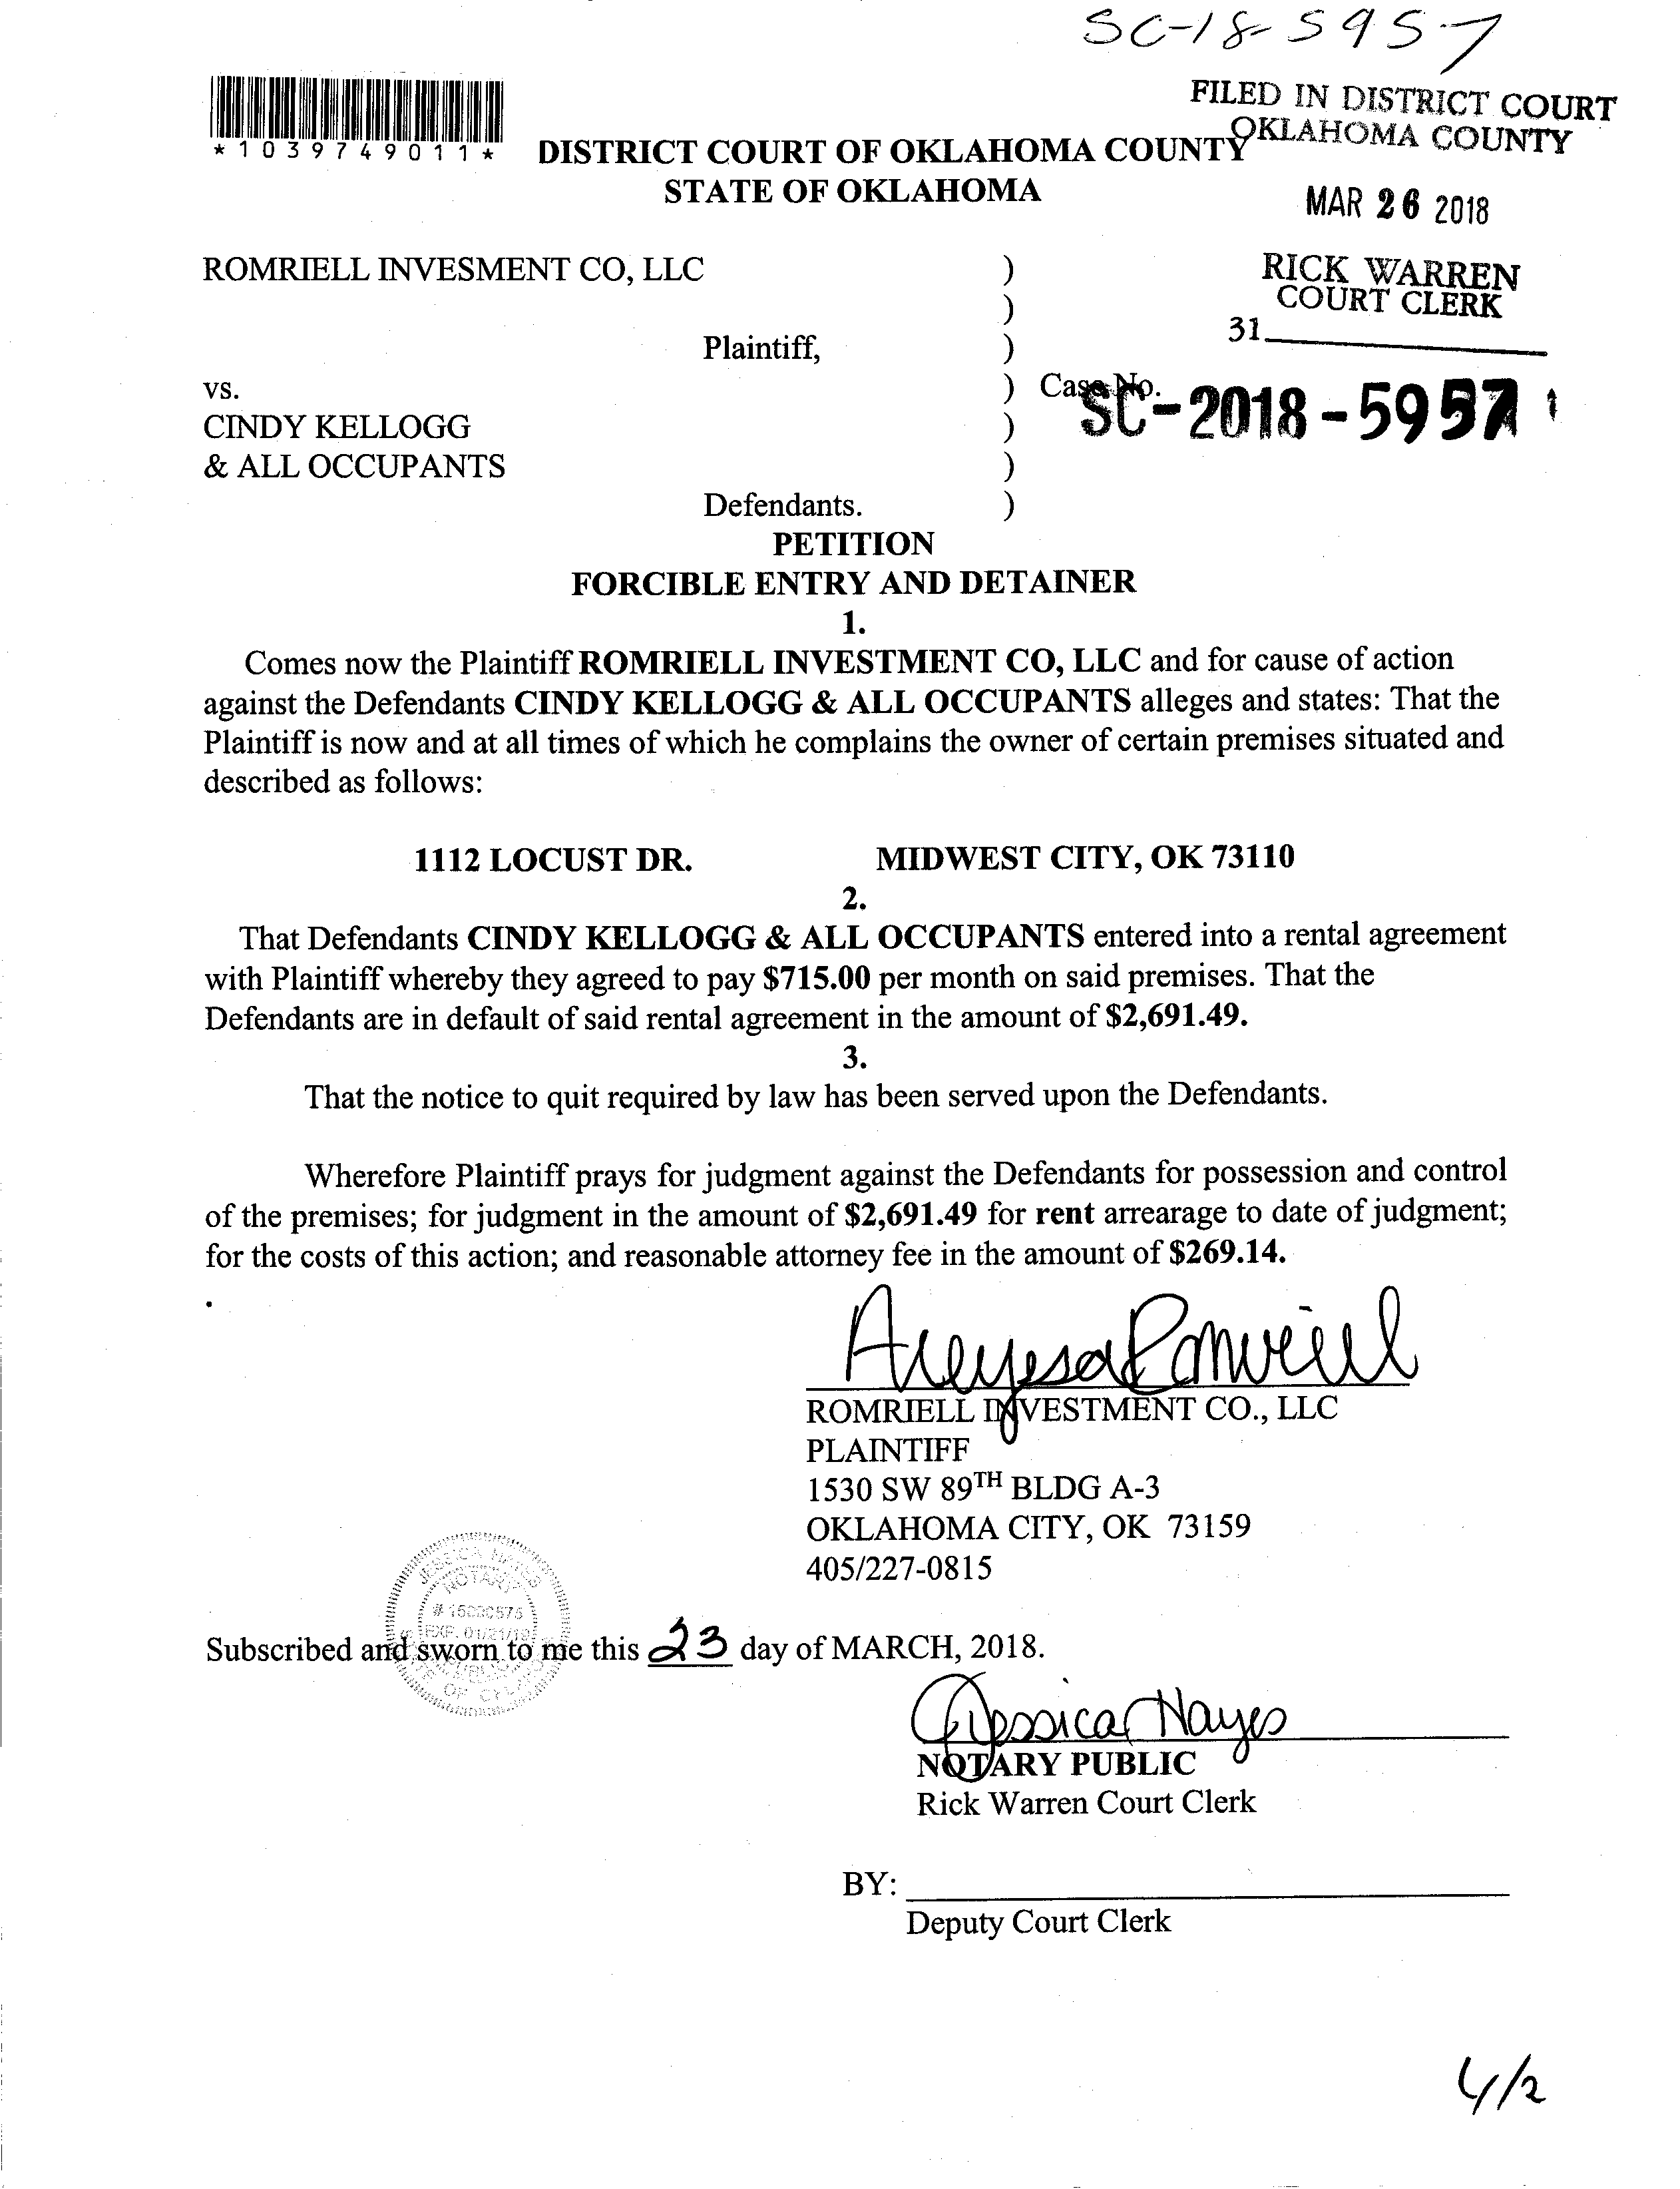 SC-18-5957
FILED IN DISTRICT COURT
OKLAHOMA COUNTY
*1039749011*
DISTRICT COURT OF OKLAHOMA COUNTY
STATE OF OKLAHOMA
MAR 26 2018
ROMRIELL INVESMENT CO, LLC )
RICK WARREN
COURT CLERK
)
31
Plaintiff, )
vs. ) Case No.
SC-2018-5957
CINDY KELLOGG )
& ALL OCCUPANTS )
Defendants. )
PETITION
FORCIBLE ENTRY AND DETAINER
1.
Comes now the Plaintiff ROMRIELL INVESTMENT CO, LLC and for cause of action
against the Defendants CINDY KELLOGG & ALL OCCUPANTS alleges and states: That the
Plaintiff is now and at all times of which he complains the owner of certain premises situated and
described as follows:
1112 LOCUST DR. MIDWEST CITY, OK 73110
2.
That Defendants CINDY KELLOGG & ALL OCCUPANTS entered into a rental agreement
with Plaintiff whereby they agreed to pay $715.00 per month on said premises. That the
Defendants are in default of said rental agreement in the amount of $2,691.49.
3.
That the notice to quit required by law has been served upon the Defendants.
Wherefore Plaintiff prays for judgment against the Defendants for possession and control
of the premises; for judgment in the amount of $2,691.49 for rent arrearage to date of judgment;
for the costs of this action; and reasonable attorney fee in the amount of $269.14.
Romriell
ROMRIELL INVESTMENT CO., LLC
PLAINTIFF
1530 SW 89TH BLDG A-3
OKLAHOMA CITY, OK 73159
405/227-0815
JESSICA HAYES
NOTARY
EXP. 01/21/19
PUBLIC
Subscribed and sworn to me this 23 day of MARCH, 2018.
Jessica Hayes
NOTARY PUBLIC
Rick Warren Court Clerk
BY:
Deputy Court Clerk
4/2